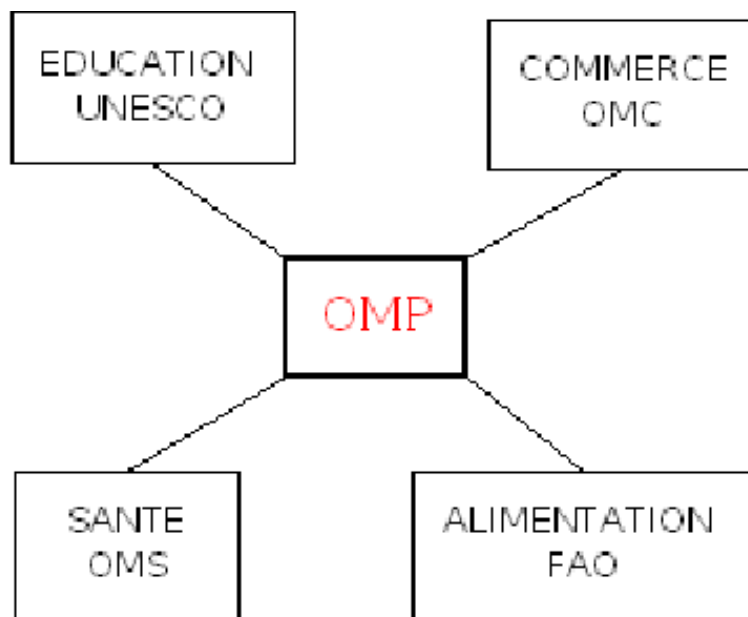 EDUCATION
UNESCO
COMMERCE
OMC
OMP
SANTE
OMS
ALIMENTATION
FAO